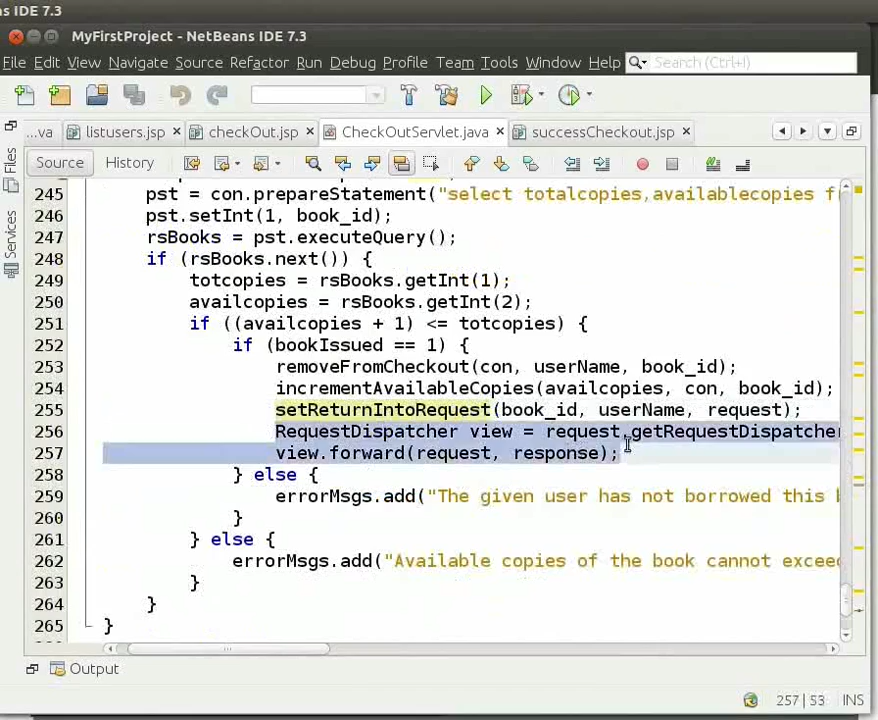 s IDE 7.3
MyFirstProject - NetBeans IDE 7.3
File Edit View Navigate Source Refactor Run Debug Profile Team Tools Window Help Search (Ctrl+I)
...va listusers.jsp checkOut.jsp CheckOutServlet.java successCheckout.jsp
Source History
Files
Services
245 pst = con.prepareStatement("select totalcopies,availablecopies f
246 pst.setInt(1, book_id);
247 rsBooks = pst.executeQuery();
248 if (rsBooks.next()) {
249 totcopies = rsBooks.getInt(1);
250 availcopies = rsBooks.getInt(2);
251 if ((availcopies + 1) <= totcopies) {
252 if (bookIssued == 1) {
253 removeFromCheckout(con, userName, book_id);
254 incrementAvailableCopies(availcopies, con, book_id);
255 setReturnIntoRequest(book_id, userName, request);
256 RequestDispatcher view = request.getRequestDispatcher
257 view.forward(request, response);
258 } else {
259 errorMsgs.add("The given user has not borrowed this
260 }
261 } else {
262 errorMsgs.add("Available copies of the book cannot excee
263 }
264 }
265 }
Output
257 | 53 INS